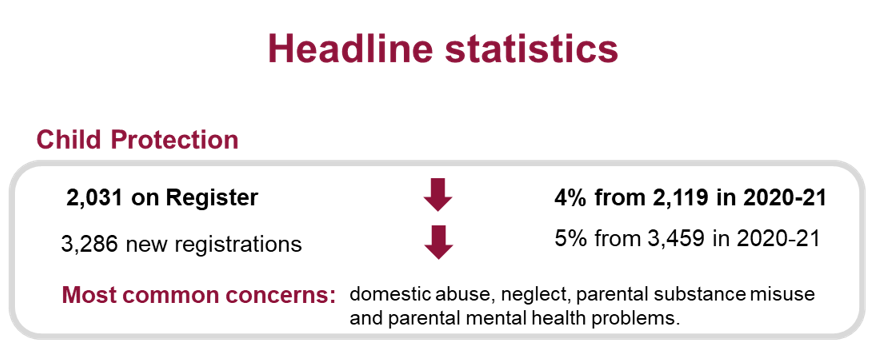 Headline statistics
Child Protection
2,031 on Register 4% from 2,119 in 2020-21
3,286 new registrations 5% from 3,459 in 2020-21
Most common concerns: domestic abuse, neglect, parental substance misuse
and parental mental health problems.